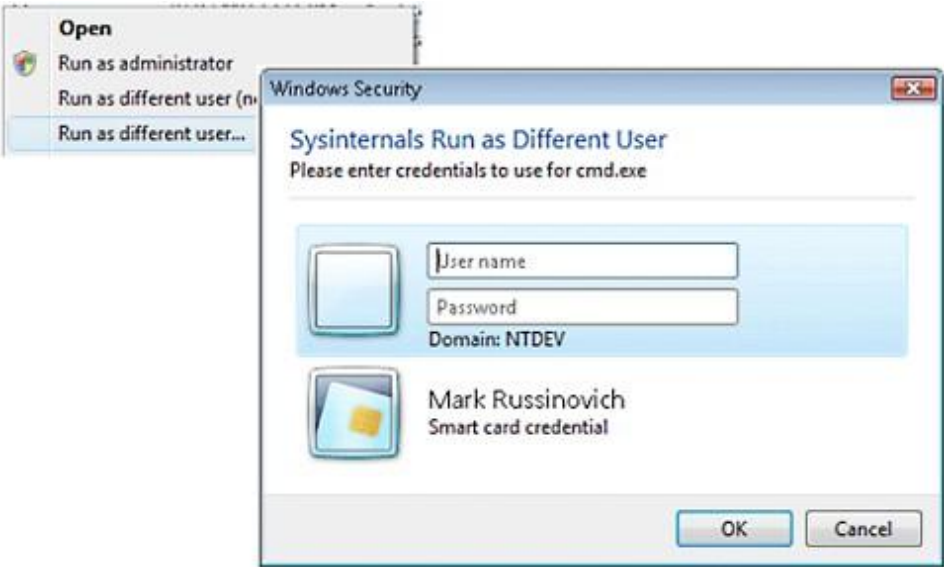 Open
Run as administrator
Run as different user (n
Run as different user...
Windows Security
Sysinternals Run as Different User
Please enter credentials to use for cmd.exe
User name
Password
Domain: NTDEV
Mark Russinovich
Smart card credential
OK
Cancel